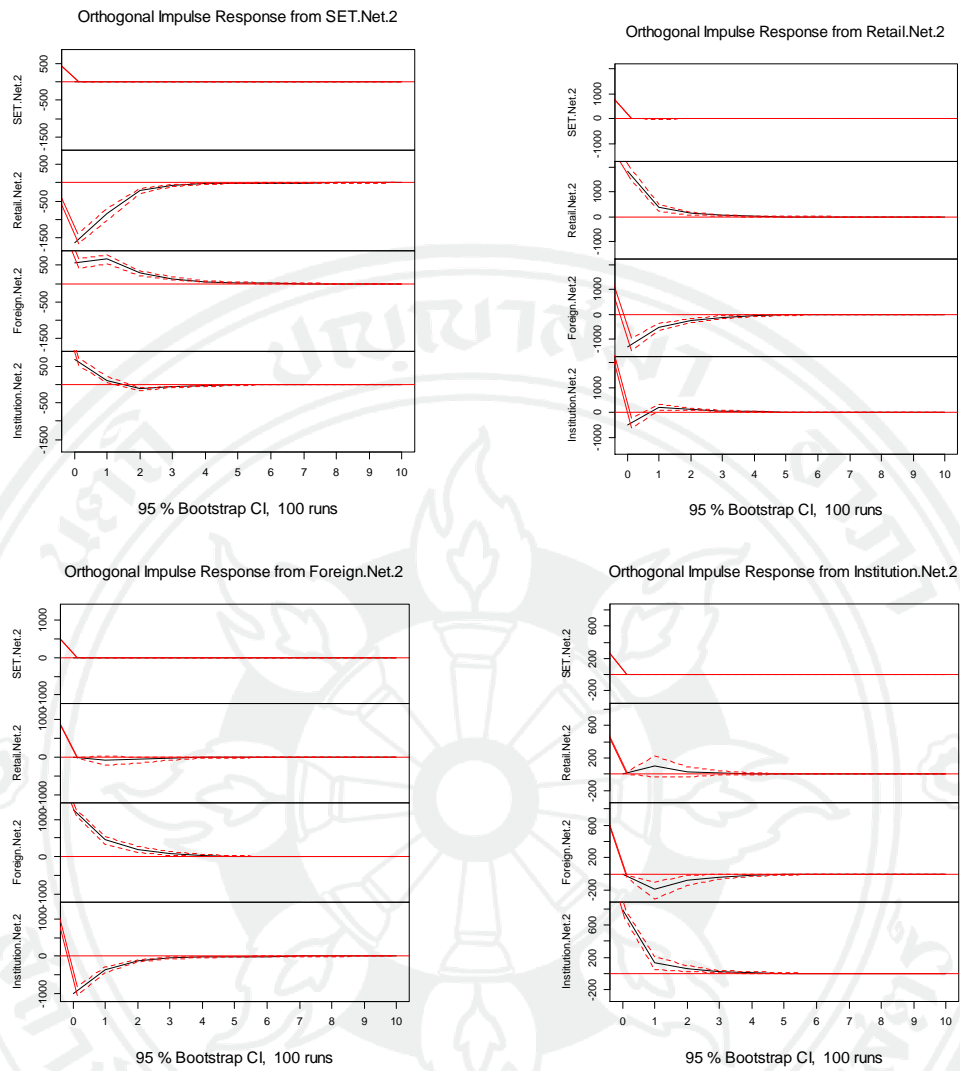 Orthogonal Impulse Response from SET.Net.2
SET.Net.2
-1500 -500 500
Retail.Net.2
-1500 -500 500
Foreign.Net.2
-1500 -500 500
Institution.Net.2
-1500 -500 500
0 1 2 3 4 5 6 7 8 9 10
95 % Bootstrap CI, 100 runs
Orthogonal Impulse Response from Retail.Net.2
SET.Net.2
-1000 0 1000
Retail.Net.2
-1000 0 1000
Foreign.Net.2
-1000 0 1000
Institution.Net.2
-1000 0 1000
0 1 2 3 4 5 6 7 8 9 10
95 % Bootstrap CI, 100 runs
Orthogonal Impulse Response from Foreign.Net.2
SET.Net.2
-1000 0 1000
Retail.Net.2
-1000 0 1000
Foreign.Net.2
-1000 0 1000
Institution.Net.2
-1000 0 1000
0 1 2 3 4 5 6 7 8 9 10
95 % Bootstrap CI, 100 runs
Orthogonal Impulse Response from Institution.Net.2
SET.Net.2
-200 200 600
Retail.Net.2
-200 200 600
Foreign.Net.2
-200 200 600
Institution.Net.2
-200 200 600
0 1 2 3 4 5 6 7 8 9 10
95 % Bootstrap CI, 100 runs